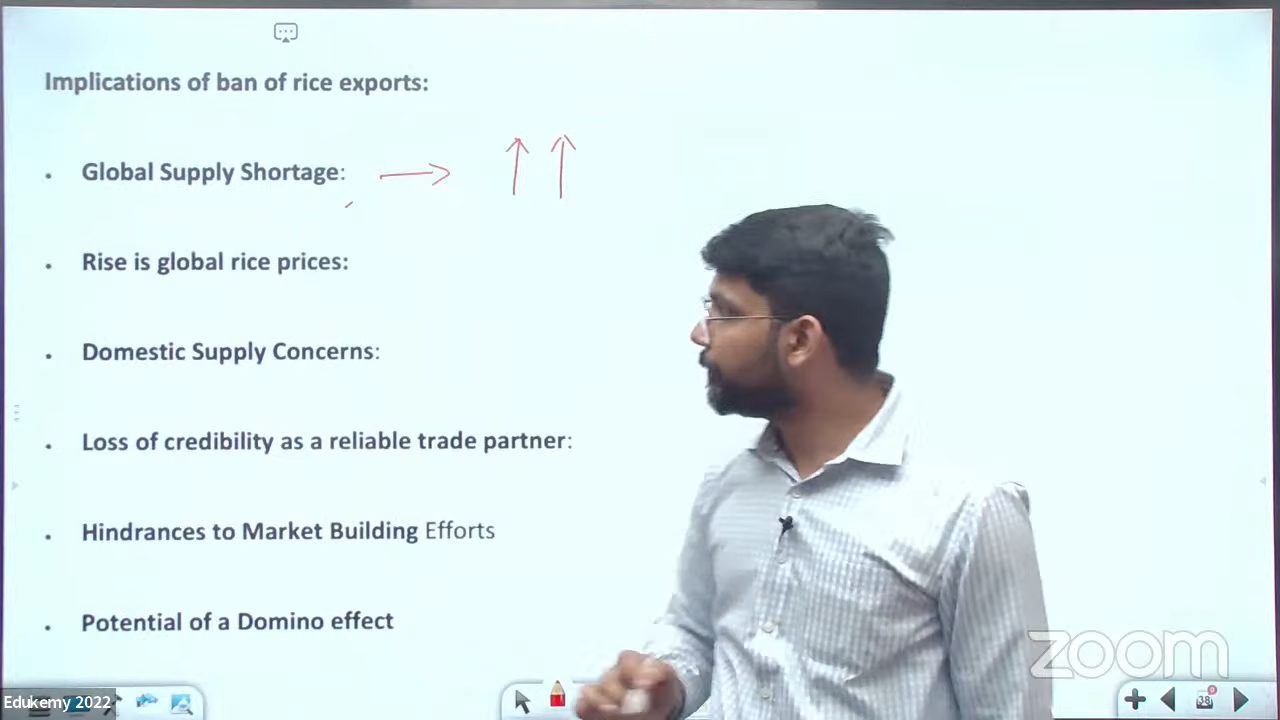 Implications of ban of rice exports:
• Global Supply Shortage:
• Rise is global rice prices:
• Domestic Supply Concerns:
• Loss of credibility as a reliable trade partner:
• Hindrances to Market Building Efforts
• Potential of a Domino effect
zoom
Edukemy 2022
38